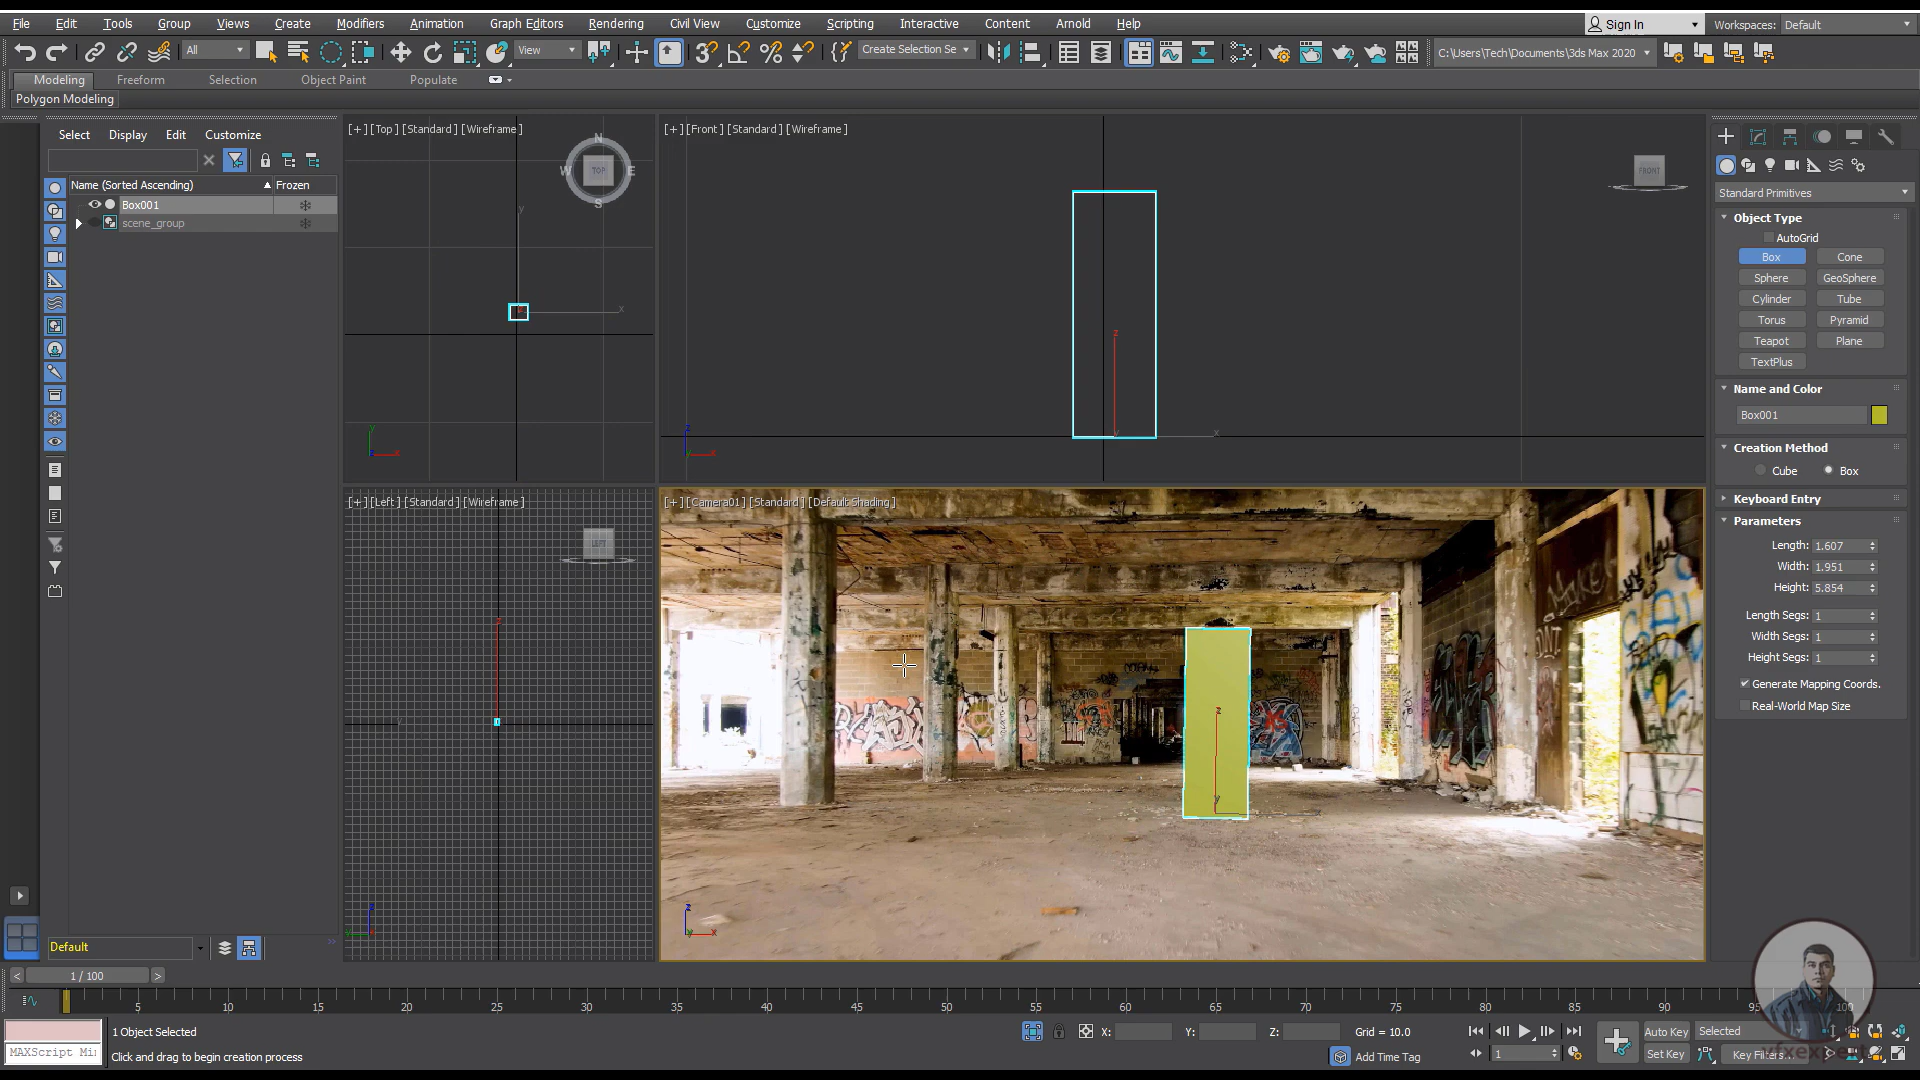 File Edit Tools Group Views Create Modifiers Animation Graph Editors Rendering Civil View Customize Scripting Interactive Content Arnold Help Sign In Workspaces: Default
All View Create Selection Se C:\Users\Tech\Documents\3ds Max 2020
Modeling Freeform Selection Object Paint Populate
Polygon Modeling
Select Display Edit Customize
Name (Sorted Ascending) Frozen
Box001
scene_group
[+] [Top] [Standard] [Wireframe]
N
W TOP E
S
y
x
[+] [Front] [Standard] [Wireframe]
FRONT
z
x
[+] [Left] [Standard] [Wireframe]
LEFT
z
[+] [Camera01] [Standard] [Default Shading]
z
y
x
Standard Primitives
Object Type
AutoGrid
Box Cone
Sphere GeoSphere
Cylinder Tube
Torus Pyramid
Teapot Plane
TextPlus
Name and Color
Box001
Creation Method
Cube Box
Keyboard Entry
Parameters
Length: 1.607
Width: 1.951
Height: 5.854
Length Segs: 1
Width Segs: 1
Height Segs: 1
Generate Mapping Coords.
Real-World Map Size
Default
< 1 / 100 >
5 10 15 20 25 30 35 40 45 50 55 60 65 70 75 80 85 90 95 100
1 Object Selected X: Y: Z: Grid = 10.0 Auto Key Selected
MAXScript Mi Click and drag to begin creation process Add Time Tag 1 Set Key Key Filters...
vfxexpert